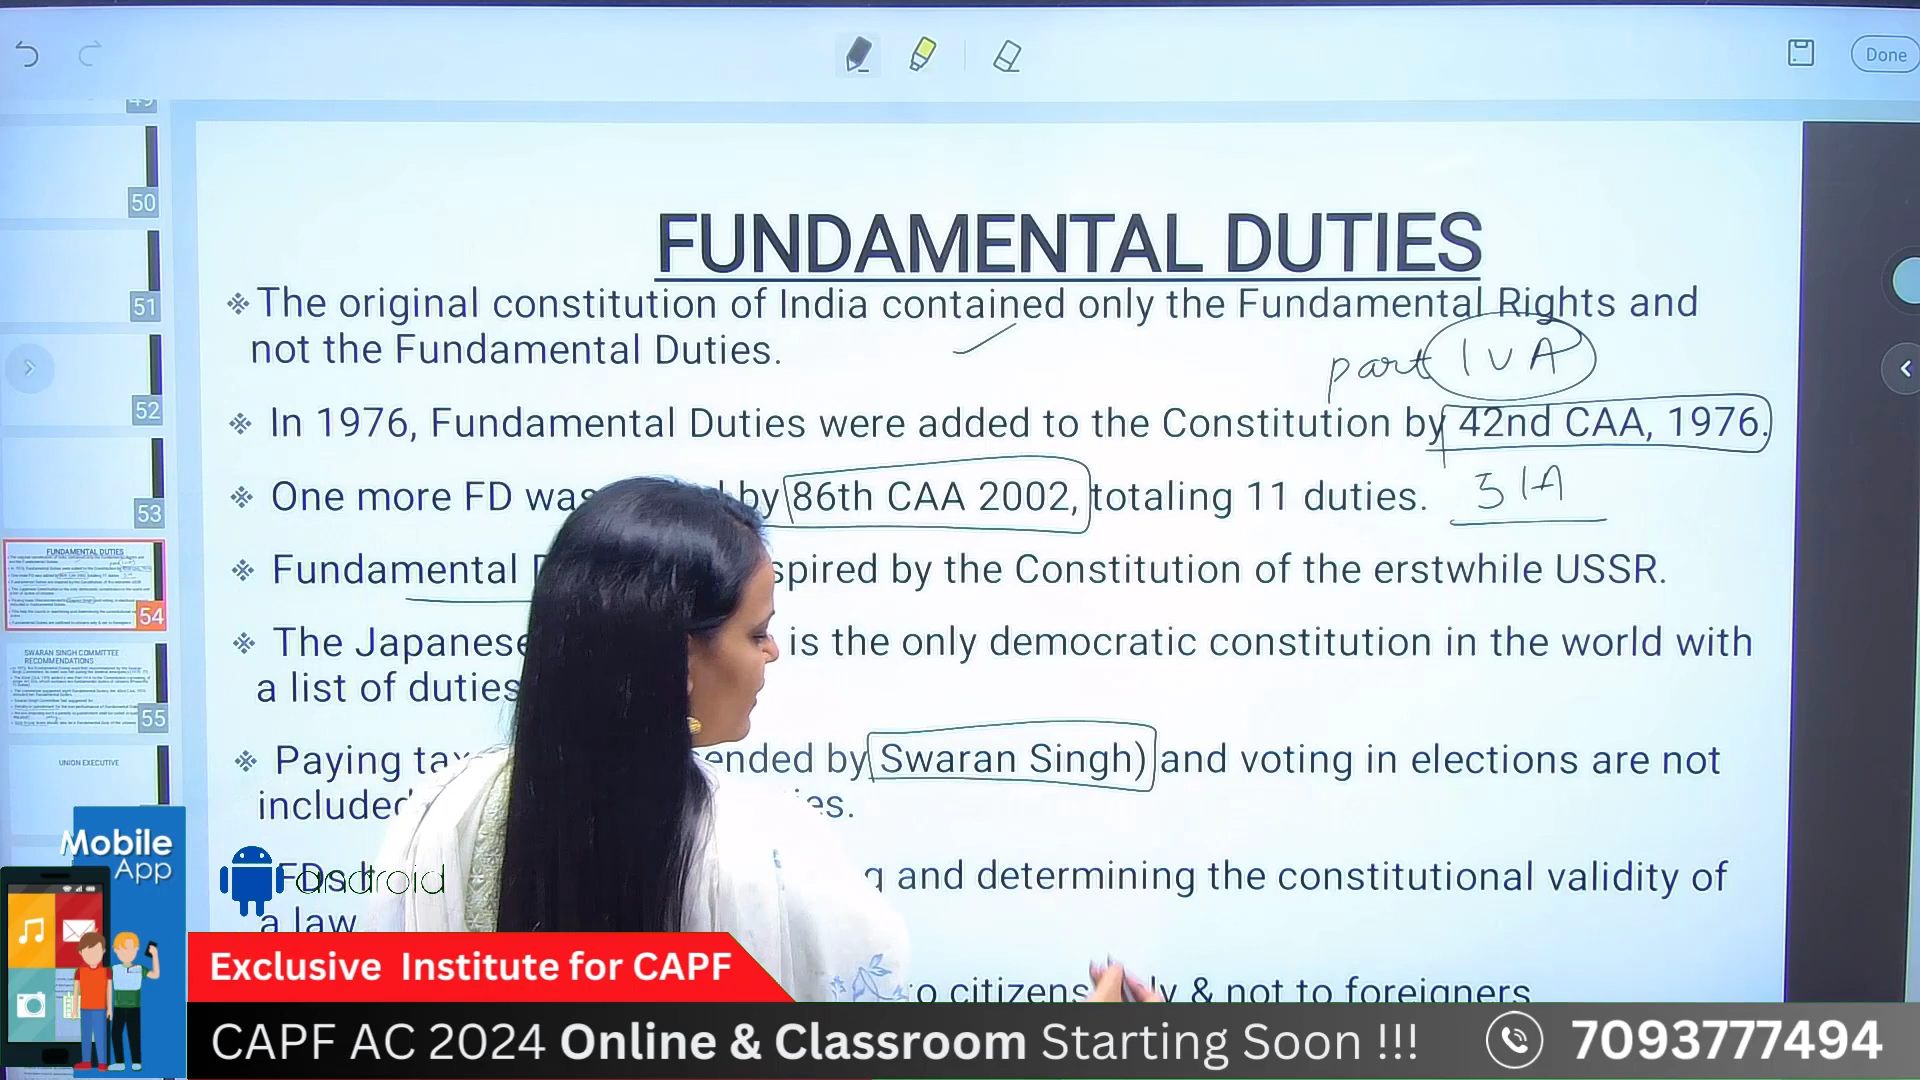 Done
49
50
51
52
53
54
55
FUNDAMENTAL DUTIES
SWARAN SINGH COMMITTEE
RECOMMENDATIONS
UNION EXECUTIVE
FUNDAMENTAL DUTIES
❖ The original constitution of India contained only the Fundamental Rights and
not the Fundamental Duties.
part IVA
❖ In 1976, Fundamental Duties were added to the Constitution by 42nd CAA, 1976.
❖ One more FD was by 86th CAA 2002, totaling 11 duties.
51A
❖ Fundamental spired by the Constitution of the erstwhile USSR.
❖ The Japanese is the only democratic constitution in the world with
a list of duties
❖ Paying ended by Swaran Singh) and voting in elections are not
included es.
FDs and determining the constitutional validity of
a law
to citizens & not to foreigners
Mobile
App
android
Exclusive Institute for CAPF
CAPF AC 2024 Online & Classroom Starting Soon !!!
7093777494